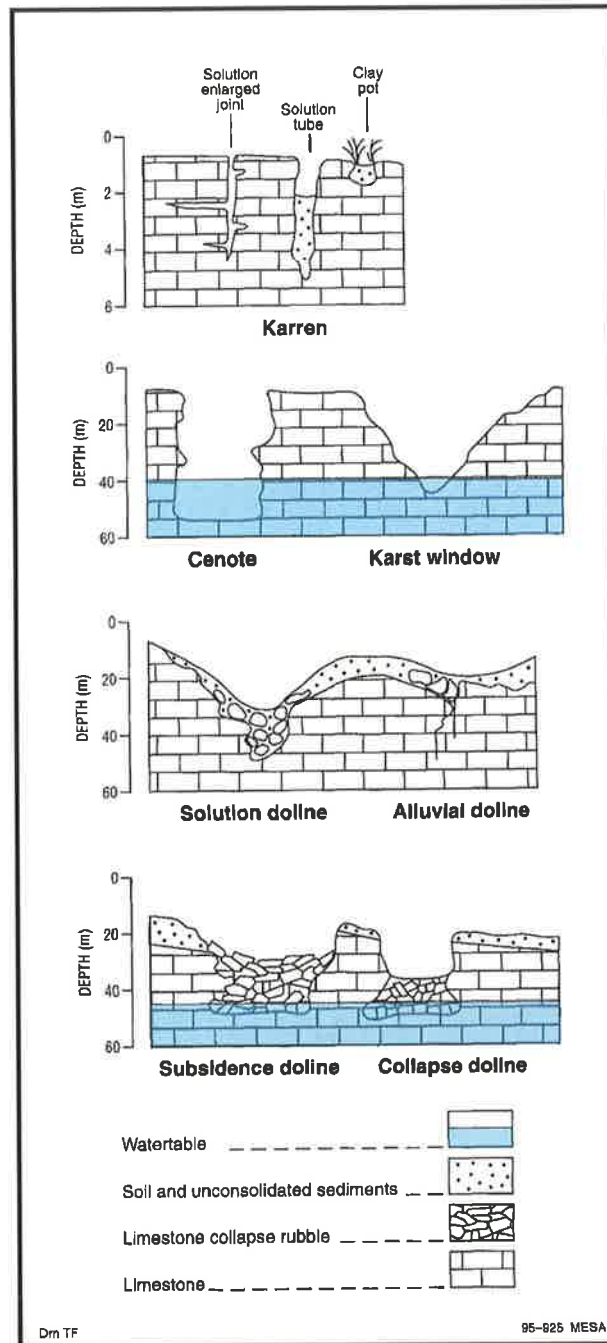 Solution
enlarged
joint
Solution
tube
Clay
pot
0
2
4
6
DEPTH (m)
Karren
0
20
40
60
DEPTH (m)
Cenote
Karst window
0
20
40
60
DEPTH (m)
Solution doline
Alluvial doline
0
20
40
60
DEPTH (m)
Subsidence doline
Collapse doline
Watertable
Soil and unconsolidated sediments
Limestone collapse rubble
Limestone
Drn TF
95-925 MESA